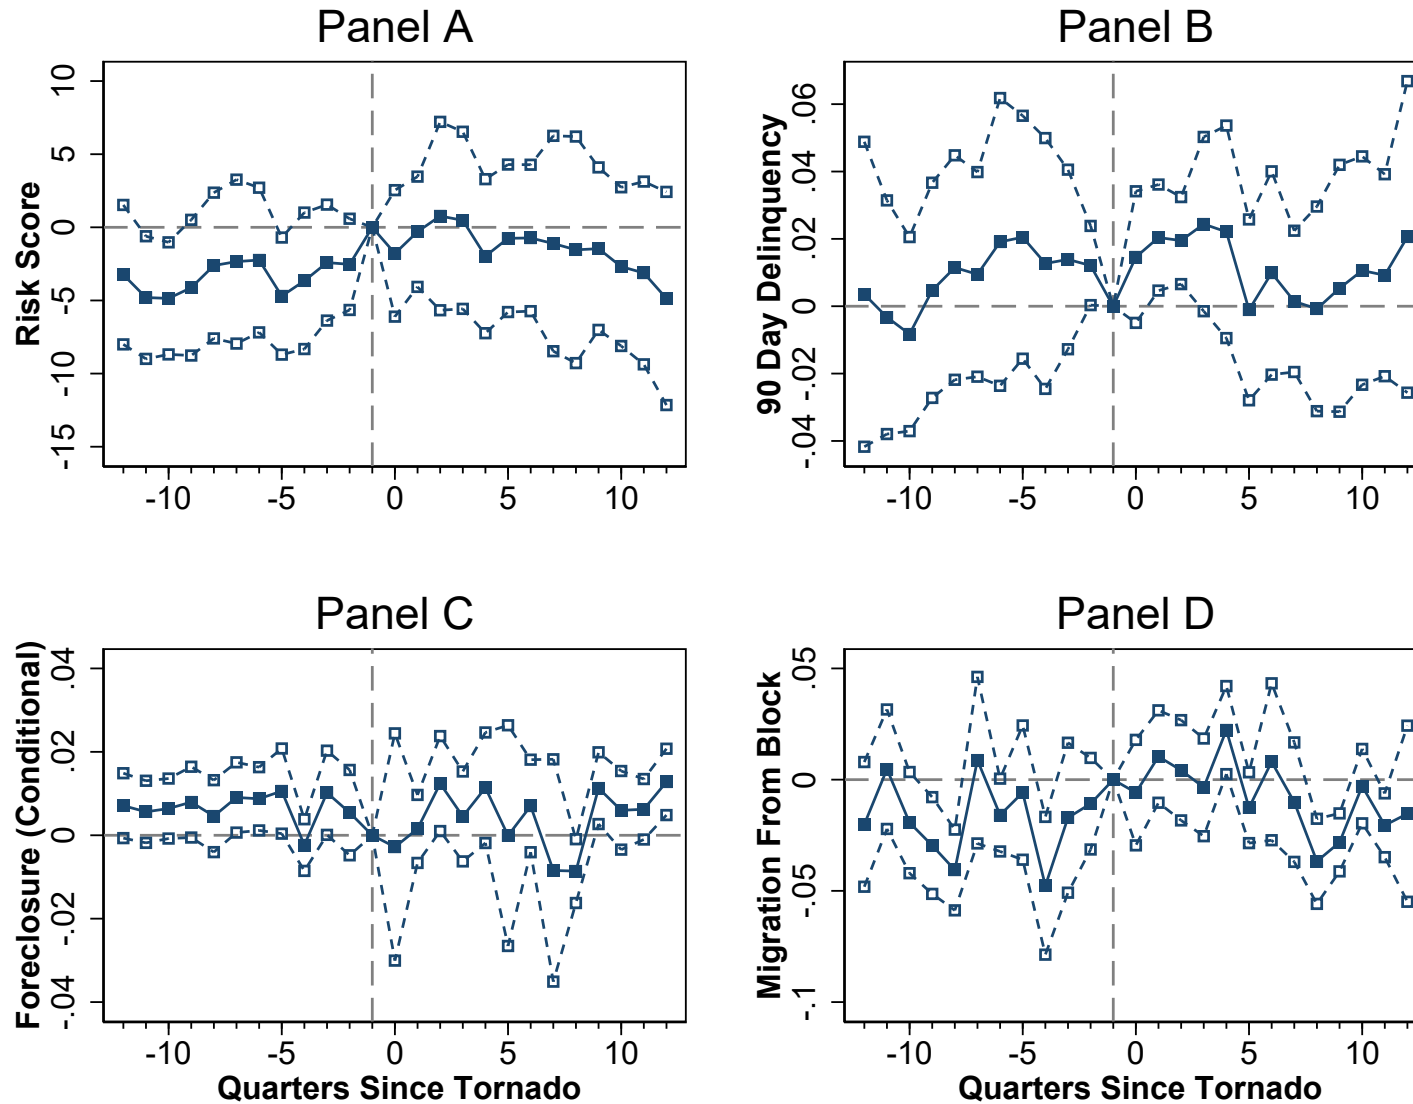 Panel A
Risk Score
10
5
0
-5
-10
-15
-10 -5 0 5 10
Panel B
90 Day Delinquency
.06
.04
.02
0
-.02
-.04
-10 -5 0 5 10
Panel C
Foreclosure (Conditional)
.04
.02
0
-.02
-.04
-10 -5 0 5 10
Quarters Since Tornado
Panel D
Migration From Block
.05
0
-.05
-.1
-10 -5 0 5 10
Quarters Since Tornado